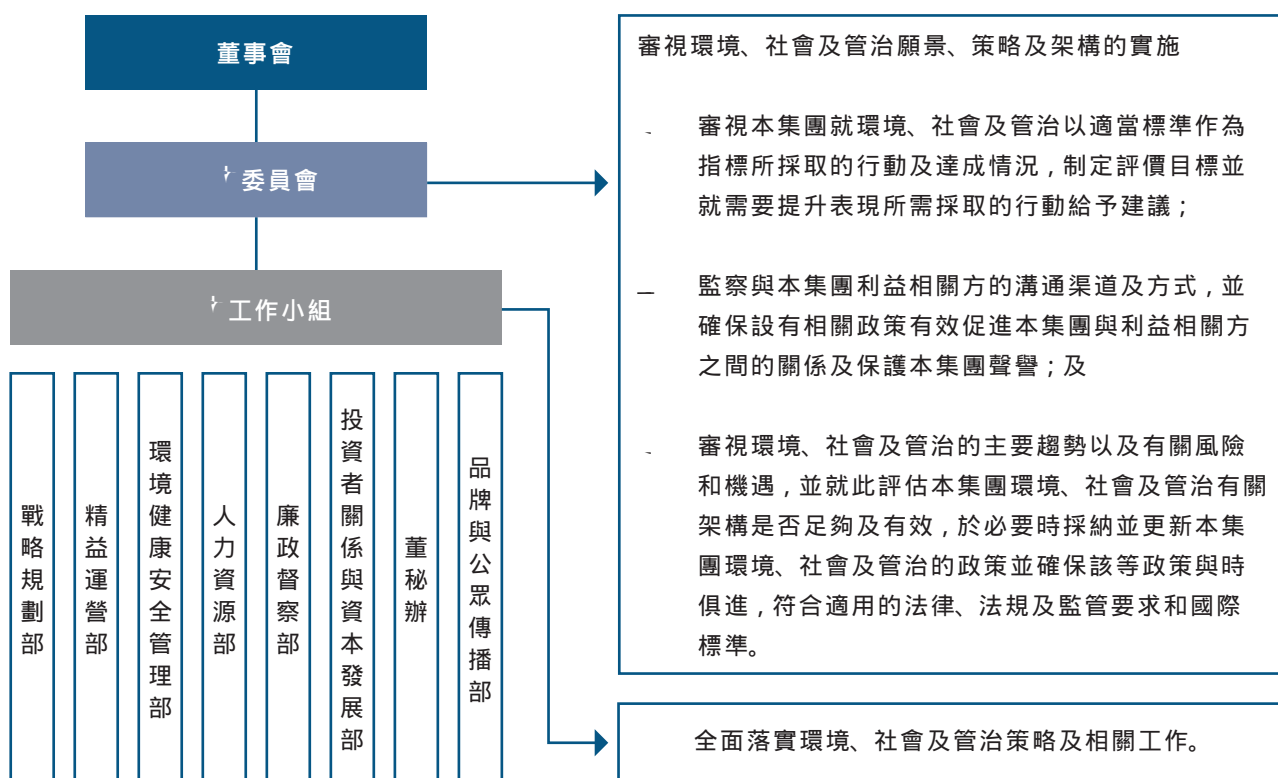 董事會
委員會
工作小組
戰略規劃部
精益運營部
環境健康安全管理部
人力資源部
廉政督察部
投資者關係與資本發展部
董秘辦
品牌與公眾傳播部
審視環境、社會及管治願景、策略及架構的實施
審視本集團就環境、社會及管治以適當標準作為
指標所採取的行動及達成情況，制定評價目標並
就需要提升表現所需採取的行動給予建議；
監察與本集團利益相關方的溝通渠道及方式，並
確保設有相關政策有效促進本集團與利益相關方
之間的關係及保護本集團聲譽；及
審視環境、社會及管治的主要趨勢以及有關風險
和機遇，並就此評估本集團環境、社會及管治有關
架構是否足夠及有效，於必要時採納並更新本集
團環境、社會及管治的政策並確保該等政策與時
俱進，符合適用的法律、法規及監管要求和國際
標準。
全面落實環境、社會及管治策略及相關工作。